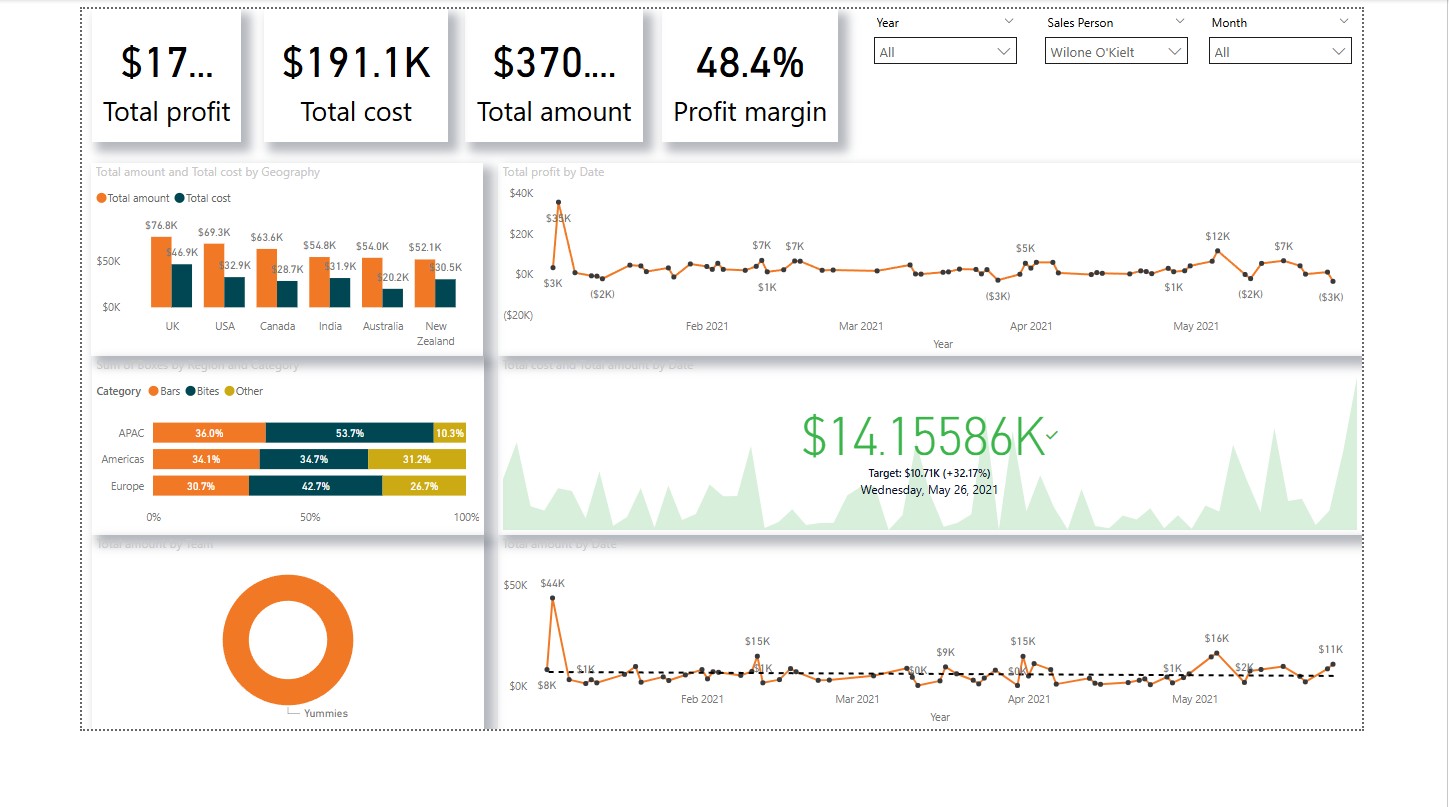 $17...
Total profit
$191.1K
Total cost
$370....
Total amount
48.4%
Profit margin
Year
All
Sales Person
Wilone O'Kielt
Month
All
Total amount and Total cost by Geography
Total amount Total cost
$76.8K $69.3K $63.6K $54.8K $54.0K $52.1K
$46.9K $32.9K $28.7K $31.9K $20.2K $30.5K
$50K
$0K
UK USA Canada India Australia New Zealand
Total profit by Date
$40K
$20K
$0K
($20K)
$35K
$3K
($2K)
$7K
$1K
$7K
($3K)
$5K
$1K
$12K
($2K)
$7K
($3K)
Feb 2021 Mar 2021 Apr 2021 May 2021
Year
Sum of Boxes by Region and Category
Category Bars Bites Other
APAC 36.0% 53.7% 10.3%
Americas 34.1% 34.7% 31.2%
Europe 30.7% 42.7% 26.7%
0% 50% 100%
Total cost and Total amount by Date
$14.15586K
Target: $10.71K (+32.17%)
Wednesday, May 26, 2021
Total amount by Team
Yummies
Total amount by Date
$50K
$0K
$44K
$8K
$1K
$15K
$1K
$0K
$9K
$15K
$0K
$1K
$16K
$2K
$11K
Feb 2021 Mar 2021 Apr 2021 May 2021
Year